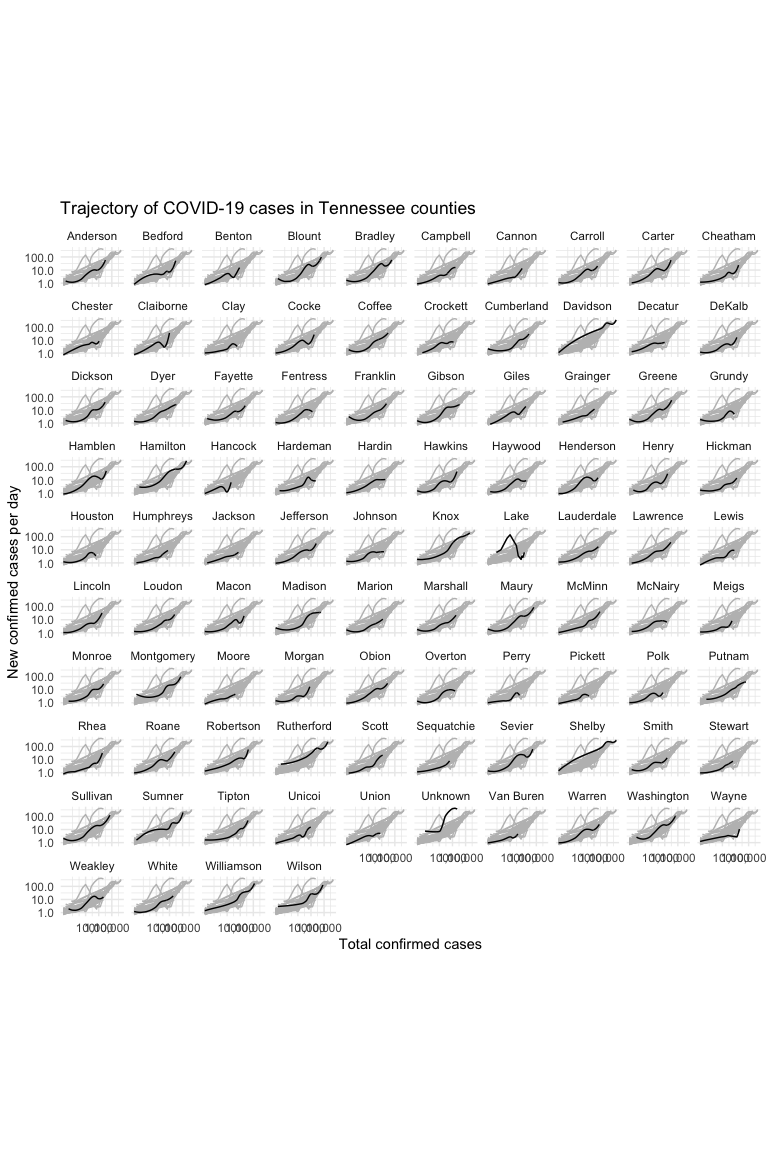 Trajectory of COVID-19 cases in Tennessee counties
Anderson Bedford Benton Blount Bradley Campbell Cannon Carroll Carter Cheatham
100.0
10.0
1.0
Chester Claiborne Clay Cocke Coffee Crockett Cumberland Davidson Decatur DeKalb
100.0
10.0
1.0
Dickson Dyer Fayette Fentress Franklin Gibson Giles Grainger Greene Grundy
100.0
10.0
1.0
Hamblen Hamilton Hancock Hardeman Hardin Hawkins Haywood Henderson Henry Hickman
100.0
10.0
1.0
Houston Humphreys Jackson Jefferson Johnson Knox Lake Lauderdale Lawrence Lewis
100.0
10.0
1.0
Lincoln Loudon Macon Madison Marion Marshall Maury McMinn McNairy Meigs
100.0
10.0
1.0
Monroe Montgomery Moore Morgan Obion Overton Perry Pickett Polk Putnam
100.0
10.0
1.0
Rhea Roane Robertson Rutherford Scott Sequatchie Sevier Shelby Smith Stewart
100.0
10.0
1.0
Sullivan Sumner Tipton Unicoi Union Unknown Van Buren Warren Washington Wayne
100.0
10.0
1.0
Weakley White Williamson Wilson
100.0
10.0
1.0
New confirmed cases per day
Total confirmed cases